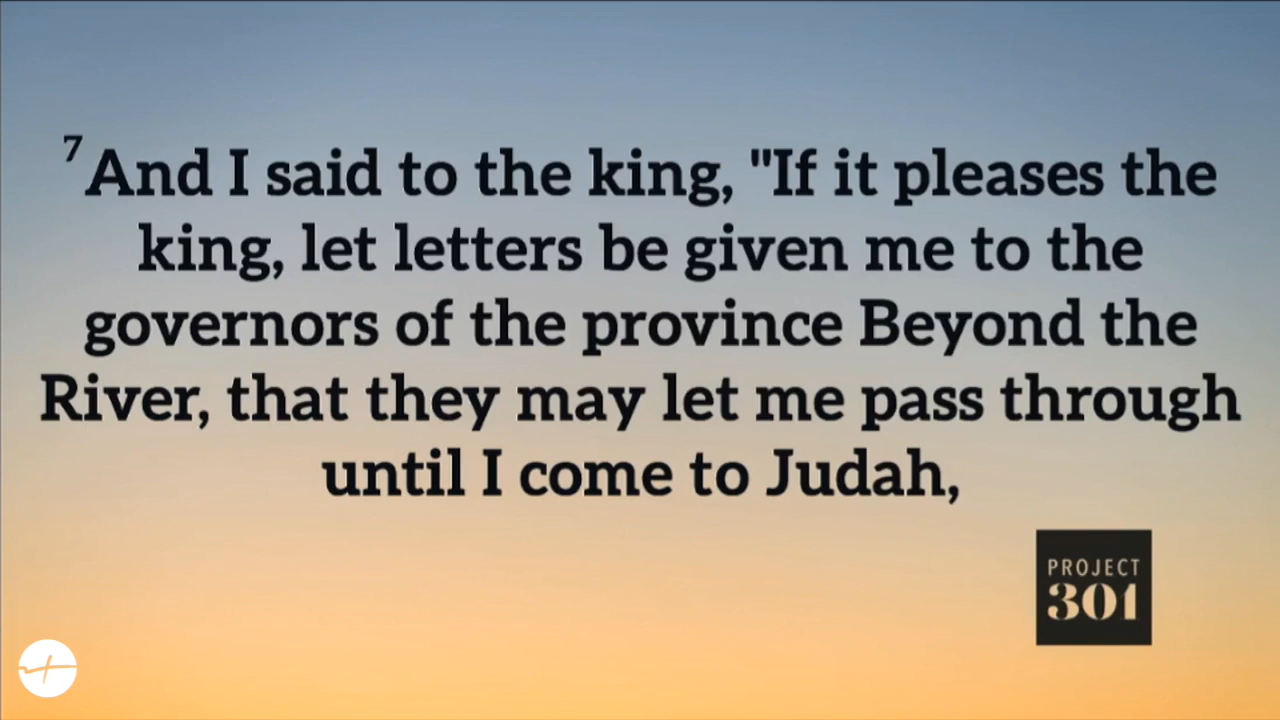 7And I said to the king, "If it pleases the
king, let letters be given me to the
governors of the province Beyond the
River, that they may let me pass through
until I come to Judah,
PROJECT
301